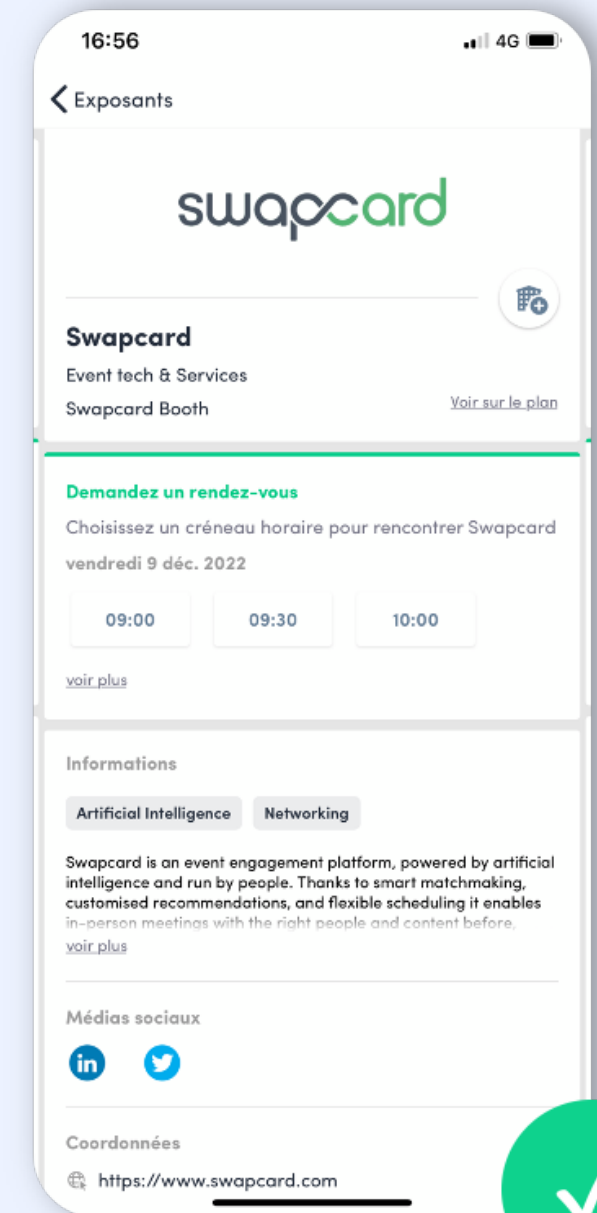 16:56
4G
Exposants
swapcard
Swapcard
Event tech & Services
Swapcard Booth
Voir sur le plan
Demandez un rendez-vous
Choisissez un créneau horaire pour rencontrer Swapcard
vendredi 9 déc. 2022
09:00 09:30 10:00
voir plus
Informations
Artificial Intelligence Networking
Swapcard is an event engagement platform, powered by artificial
intelligence and run by people. Thanks to smart matchmaking,
customised recommendations, and flexible scheduling it enables
in-person meetings with the right people and content before,
voir plus
Médias sociaux
in
Coordonnées
https://www.swapcard.com